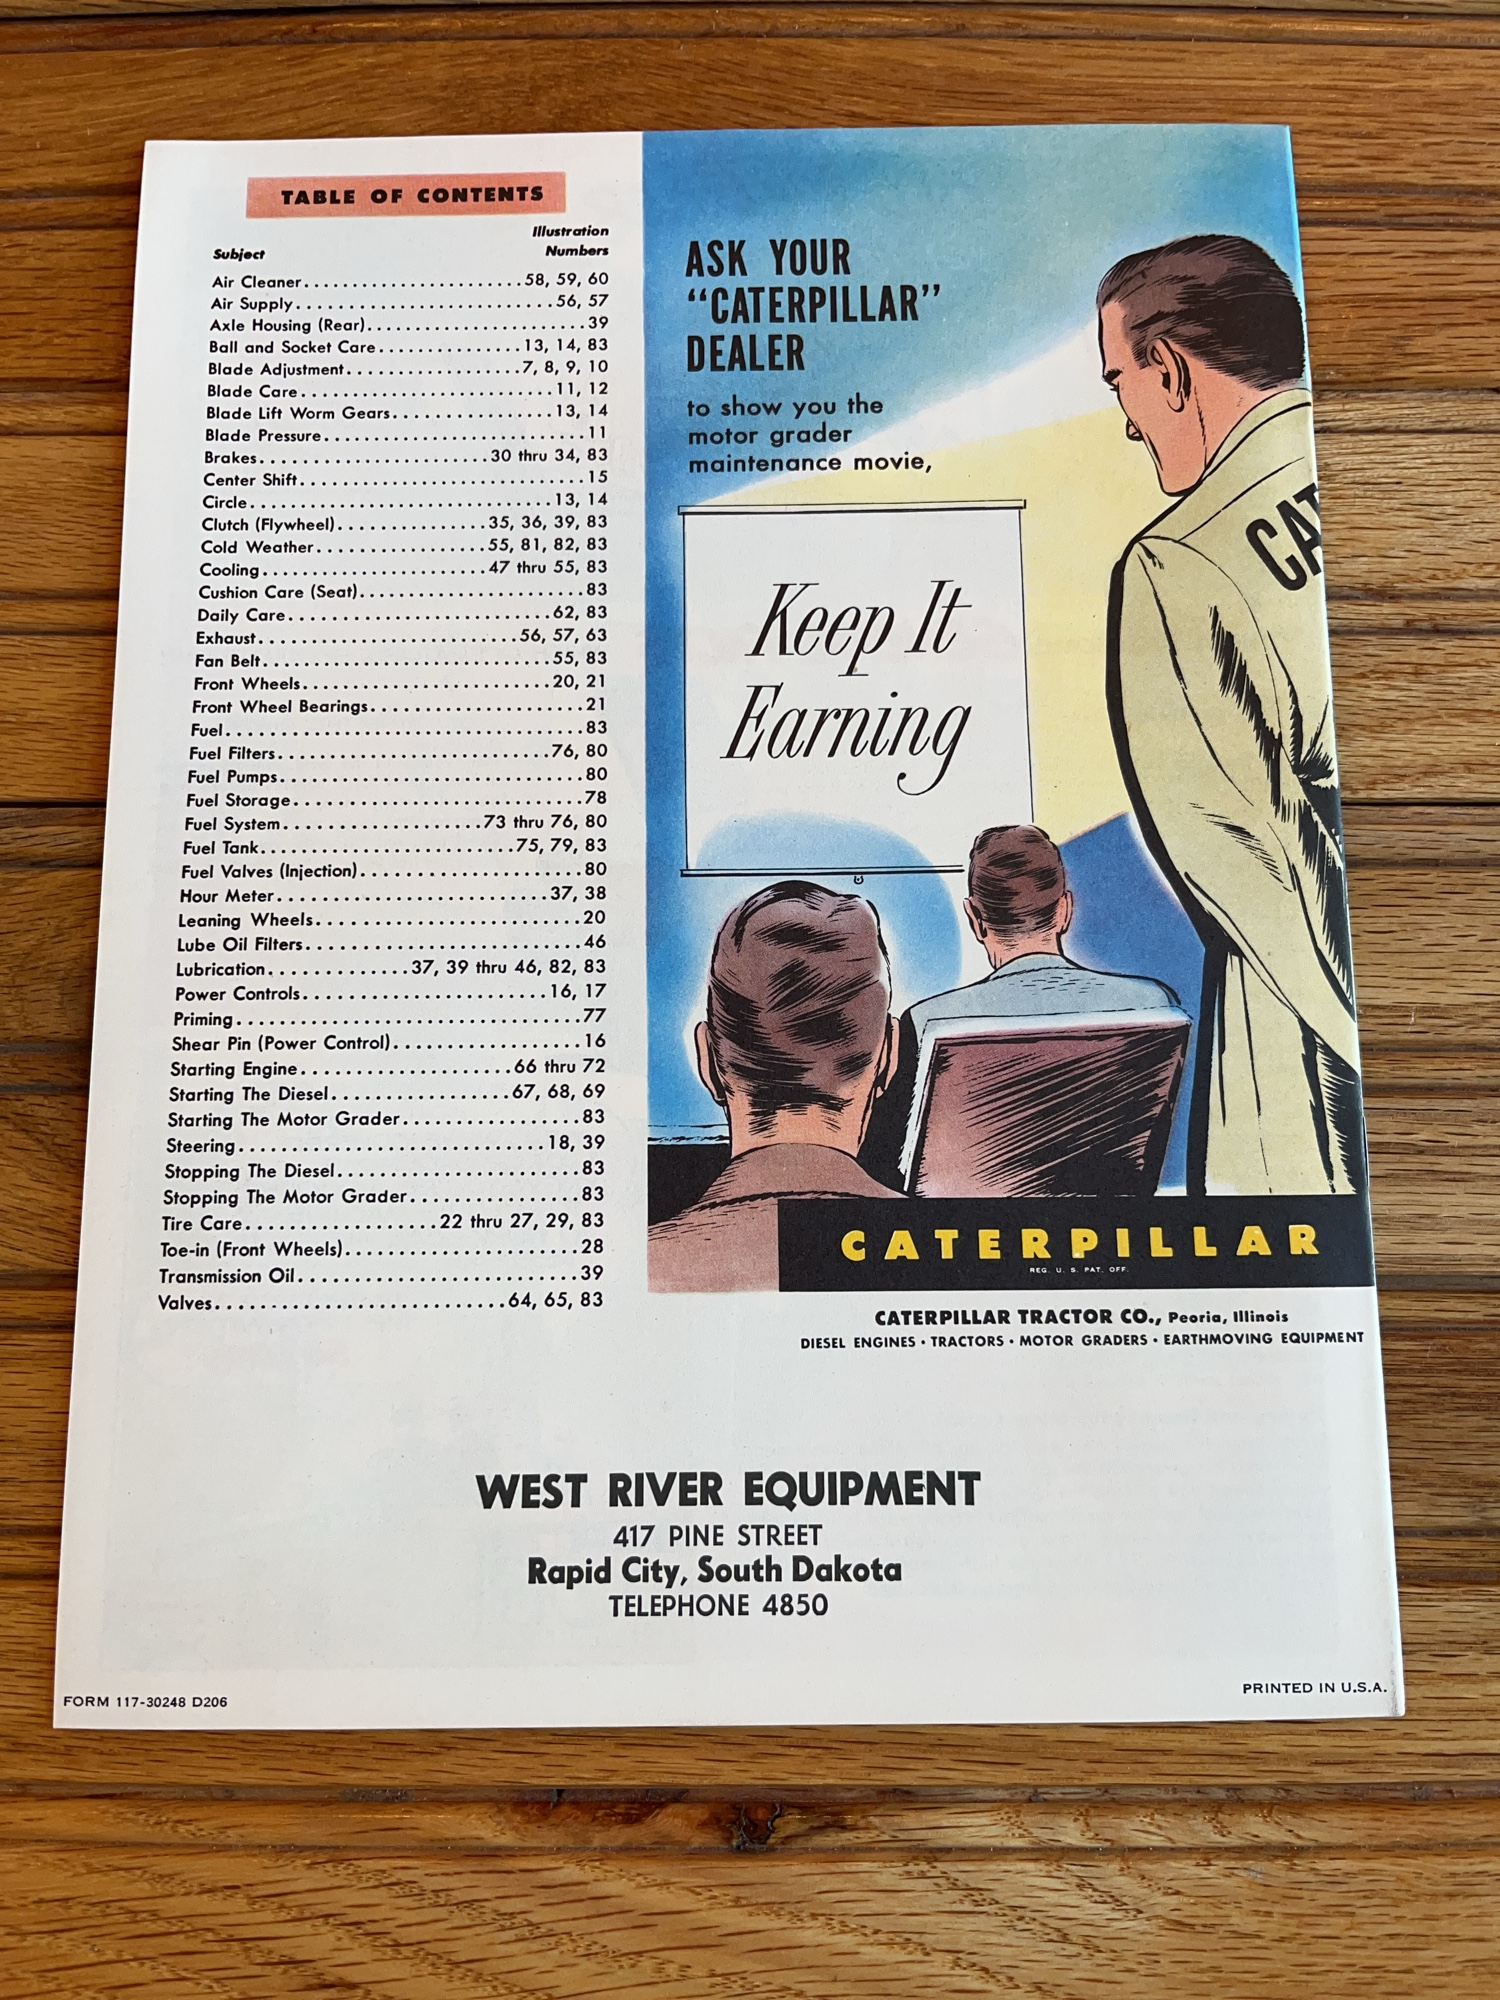 TABLE OF CONTENTS
Illustration
Subject Numbers
Air Cleaner......................58, 59, 60
Air Supply..........................56, 57
Axle Housing (Rear)......................39
Ball and Socket Care...............13, 14, 83
Blade Adjustment..................7, 8, 9, 10
Blade Care..........................11, 12
Blade Lift Worm Gears................13, 14
Blade Pressure..........................11
Brakes.......................30 thru 34, 83
Center Shift.............................15
Circle..............................13, 14
Clutch (Flywheel)...............35, 36, 39, 83
Cold Weather.................55, 81, 82, 83
Cooling.......................47 thru 55, 83
Cushion Care (Seat).......................83
Daily Care...........................62, 83
Exhaust..........................56, 57, 63
Fan Belt.............................55, 83
Front Wheels.........................20, 21
Front Wheel Bearings......................21
Fuel....................................83
Fuel Filters............................76, 80
Fuel Pumps...............................80
Fuel Storage.............................78
Fuel System....................73 thru 76, 80
Fuel Tank.........................75, 79, 83
Fuel Valves (Injection).......................80
Hour Meter...........................37, 38
Leaning Wheels...........................20
Lube Oil Filters............................46
Lubrication............37, 39 thru 46, 82, 83
Power Controls.........................16, 17
Priming...................................77
Shear Pin (Power Control)...................16
Starting Engine.....................66 thru 72
Starting The Diesel..................67, 68, 69
Starting The Motor Grader..................83
Steering..............................18, 39
Stopping The Diesel........................83
Stopping The Motor Grader.................83
Tire Care...................22 thru 27, 29, 83
Toe-in (Front Wheels).......................28
Transmission Oil............................39
Valves.............................64, 65, 83
ASK YOUR
“CATERPILLAR”
DEALER
to show you the
motor grader
maintenance movie,
Keep It
Earning
CAT
CATERPILLAR
REG. U. S. PAT. OFF.
CATERPILLAR TRACTOR CO., Peoria, Illinois
DIESEL ENGINES • TRACTORS • MOTOR GRADERS • EARTHMOVING EQUIPMENT
WEST RIVER EQUIPMENT
417 PINE STREET
Rapid City, South Dakota
TELEPHONE 4850
FORM 117-30248 D206
PRINTED IN U.S.A.